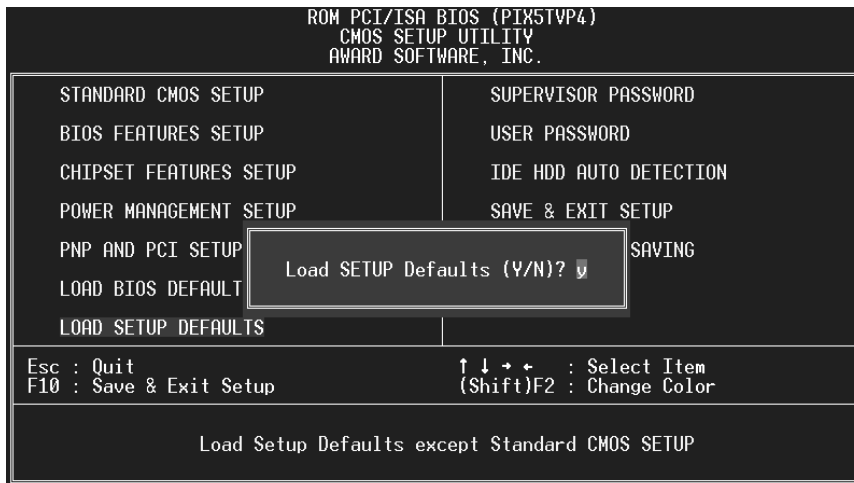 ROM PCI/ISA BIOS (PIX5TVP4)
CMOS SETUP UTILITY
AWARD SOFTWARE, INC.
STANDARD CMOS SETUP
BIOS FEATURES SETUP
CHIPSET FEATURES SETUP
POWER MANAGEMENT SETUP
PNP AND PCI SETUP
LOAD BIOS DEFAULT
LOAD SETUP DEFAULTS
SUPERVISOR PASSWORD
USER PASSWORD
IDE HDD AUTO DETECTION
SAVE & EXIT SETUP
SAVING
Load SETUP Defaults (Y/N)? y
Esc : Quit
F10 : Save & Exit Setup
↑ ↓ → ← : Select Item
(Shift)F2 : Change Color
Load Setup Defaults except Standard CMOS SETUP